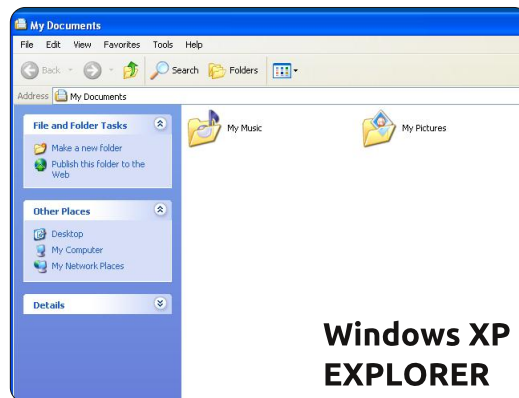 My Documents
File Edit View Favorites Tools Help
Back Search Folders
Address My Documents
File and Folder Tasks
Make a new folder
Publish this folder to the
Web
Other Places
Desktop
My Computer
My Network Places
Details
My Music
My Pictures
Windows XP
EXPLORER